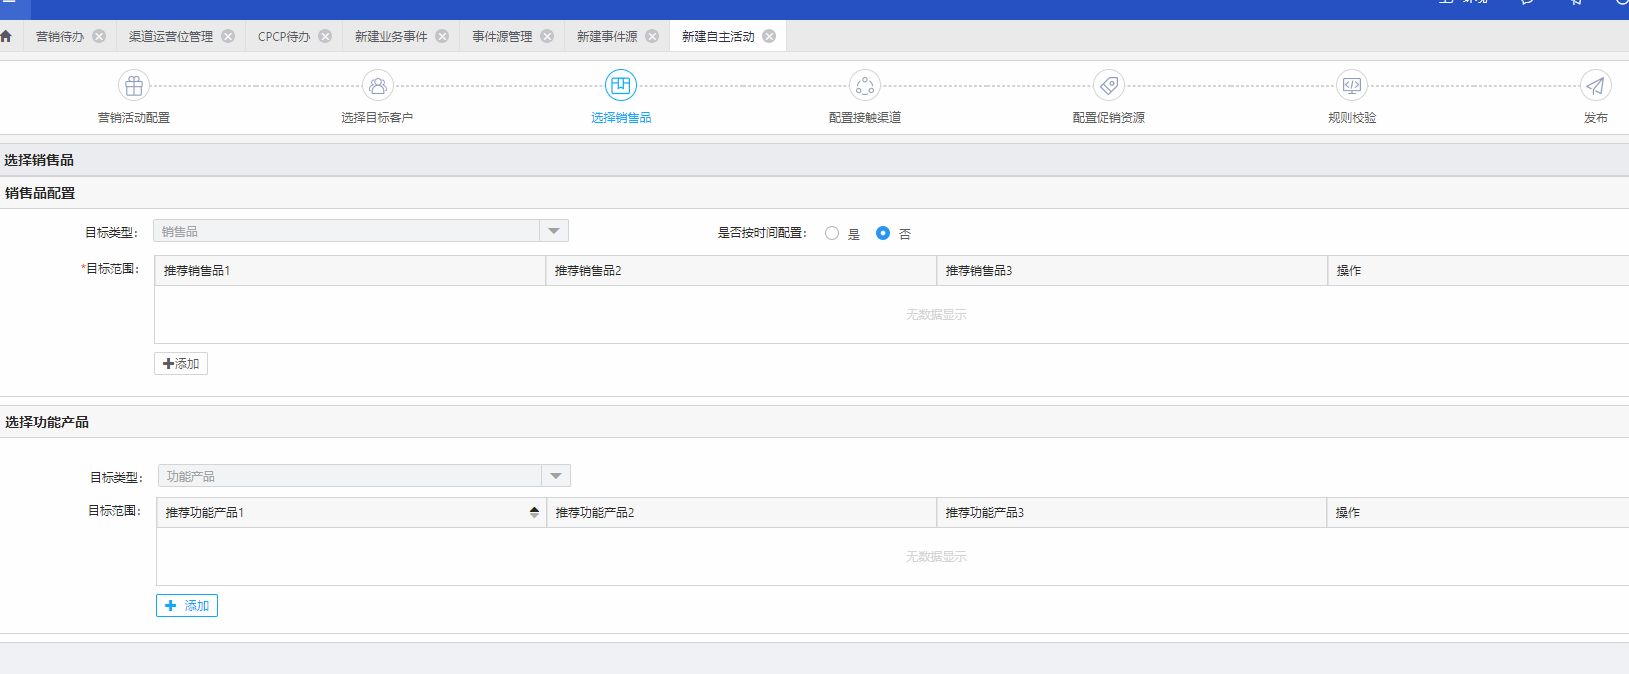 营销待办 渠道运营位管理 CPCP待办 新建业务事件 事件源管理 新建事件源 新建自主活动
营销活动配置 选择目标客户 选择销售品 配置接触渠道 配置促销资源 规则校验 发布
选择销售品
销售品配置
目标类型： 销售品 是否按时间配置： 是 否
*目标范围： 推荐销售品1 推荐销售品2 推荐销售品3 操作
无数据显示
添加
选择功能产品
目标类型： 功能产品
目标范围： 推荐功能产品1 推荐功能产品2 推荐功能产品3 操作
无数据显示
添加